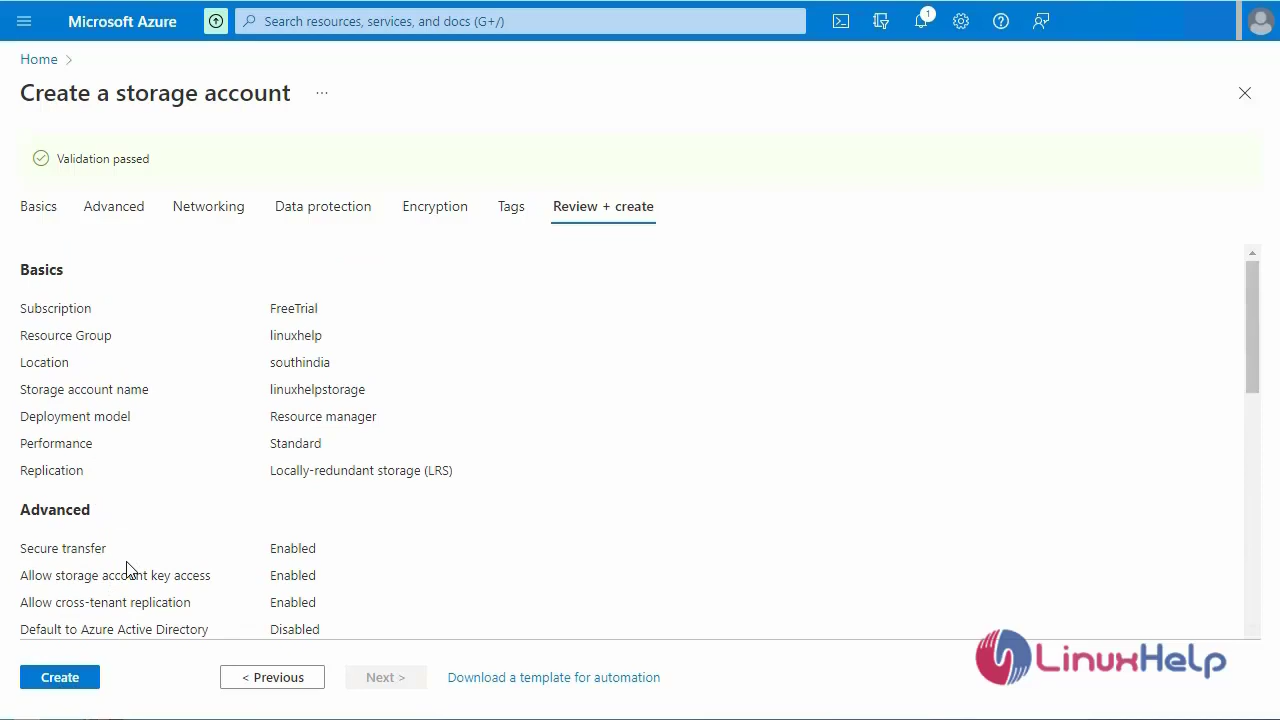 Microsoft Azure
Search resources, services, and docs (G+/)
1
Home >
Create a storage account ...
Validation passed
Basics Advanced Networking Data protection Encryption Tags Review + create
Basics
Subscription FreeTrial
Resource Group linuxhelp
Location southindia
Storage account name linuxhelpstorage
Deployment model Resource manager
Performance Standard
Replication Locally-redundant storage (LRS)
Advanced
Secure transfer Enabled
Allow storage account key access Enabled
Allow cross-tenant replication Enabled
Default to Azure Active Directory Disabled
Create < Previous Next > Download a template for automation
LinuxHelp